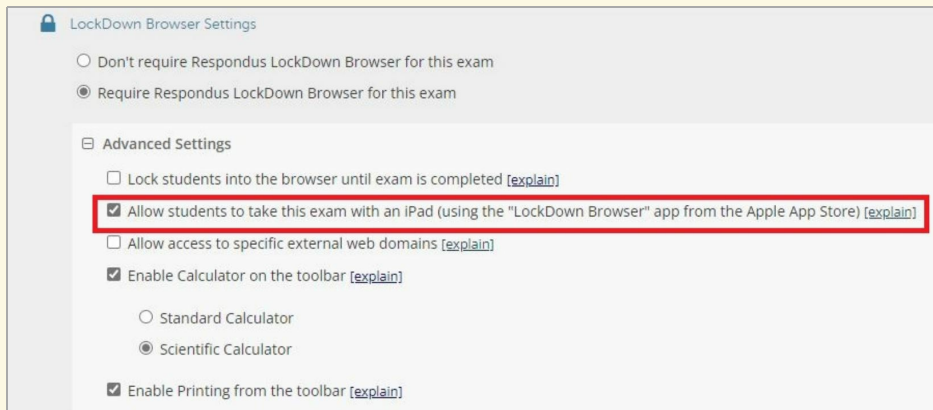 LockDown Browser Settings
Don't require Respondus LockDown Browser for this exam
Require Respondus LockDown Browser for this exam
Advanced Settings
Lock students into the browser until exam is completed [explain]
Allow students to take this exam with an iPad (using the "LockDown Browser" app from the Apple App Store) [explain]
Allow access to specific external web domains [explain]
Enable Calculator on the toolbar [explain]
Standard Calculator
Scientific Calculator
Enable Printing from the toolbar [explain]